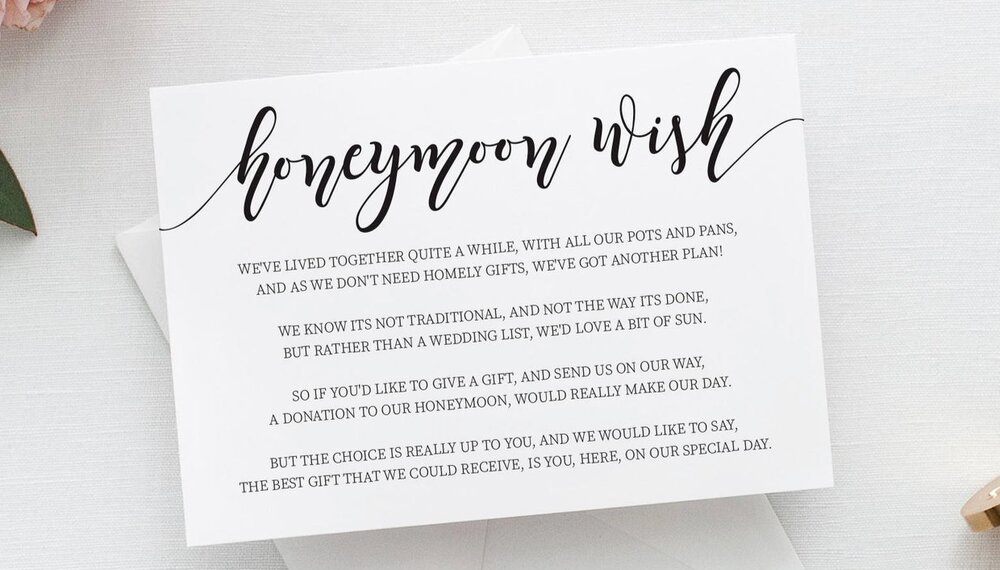 honeymoon wish
WE'VE LIVED TOGETHER QUITE A WHILE, WITH ALL OUR POTS AND PANS,
AND AS WE DON'T NEED HOMELY GIFTS, WE'VE GOT ANOTHER PLAN!
WE KNOW ITS NOT TRADITIONAL, AND NOT THE WAY ITS DONE,
BUT RATHER THAN A WEDDING LIST, WE'D LOVE A BIT OF SUN.
SO IF YOU'D LIKE TO GIVE A GIFT, AND SEND US ON OUR WAY,
A DONATION TO OUR HONEYMOON, WOULD REALLY MAKE OUR DAY.
BUT THE CHOICE IS REALLY UP TO YOU, AND WE WOULD LIKE TO SAY,
THE BEST GIFT THAT WE COULD RECEIVE, IS YOU, HERE, ON OUR SPECIAL DAY.